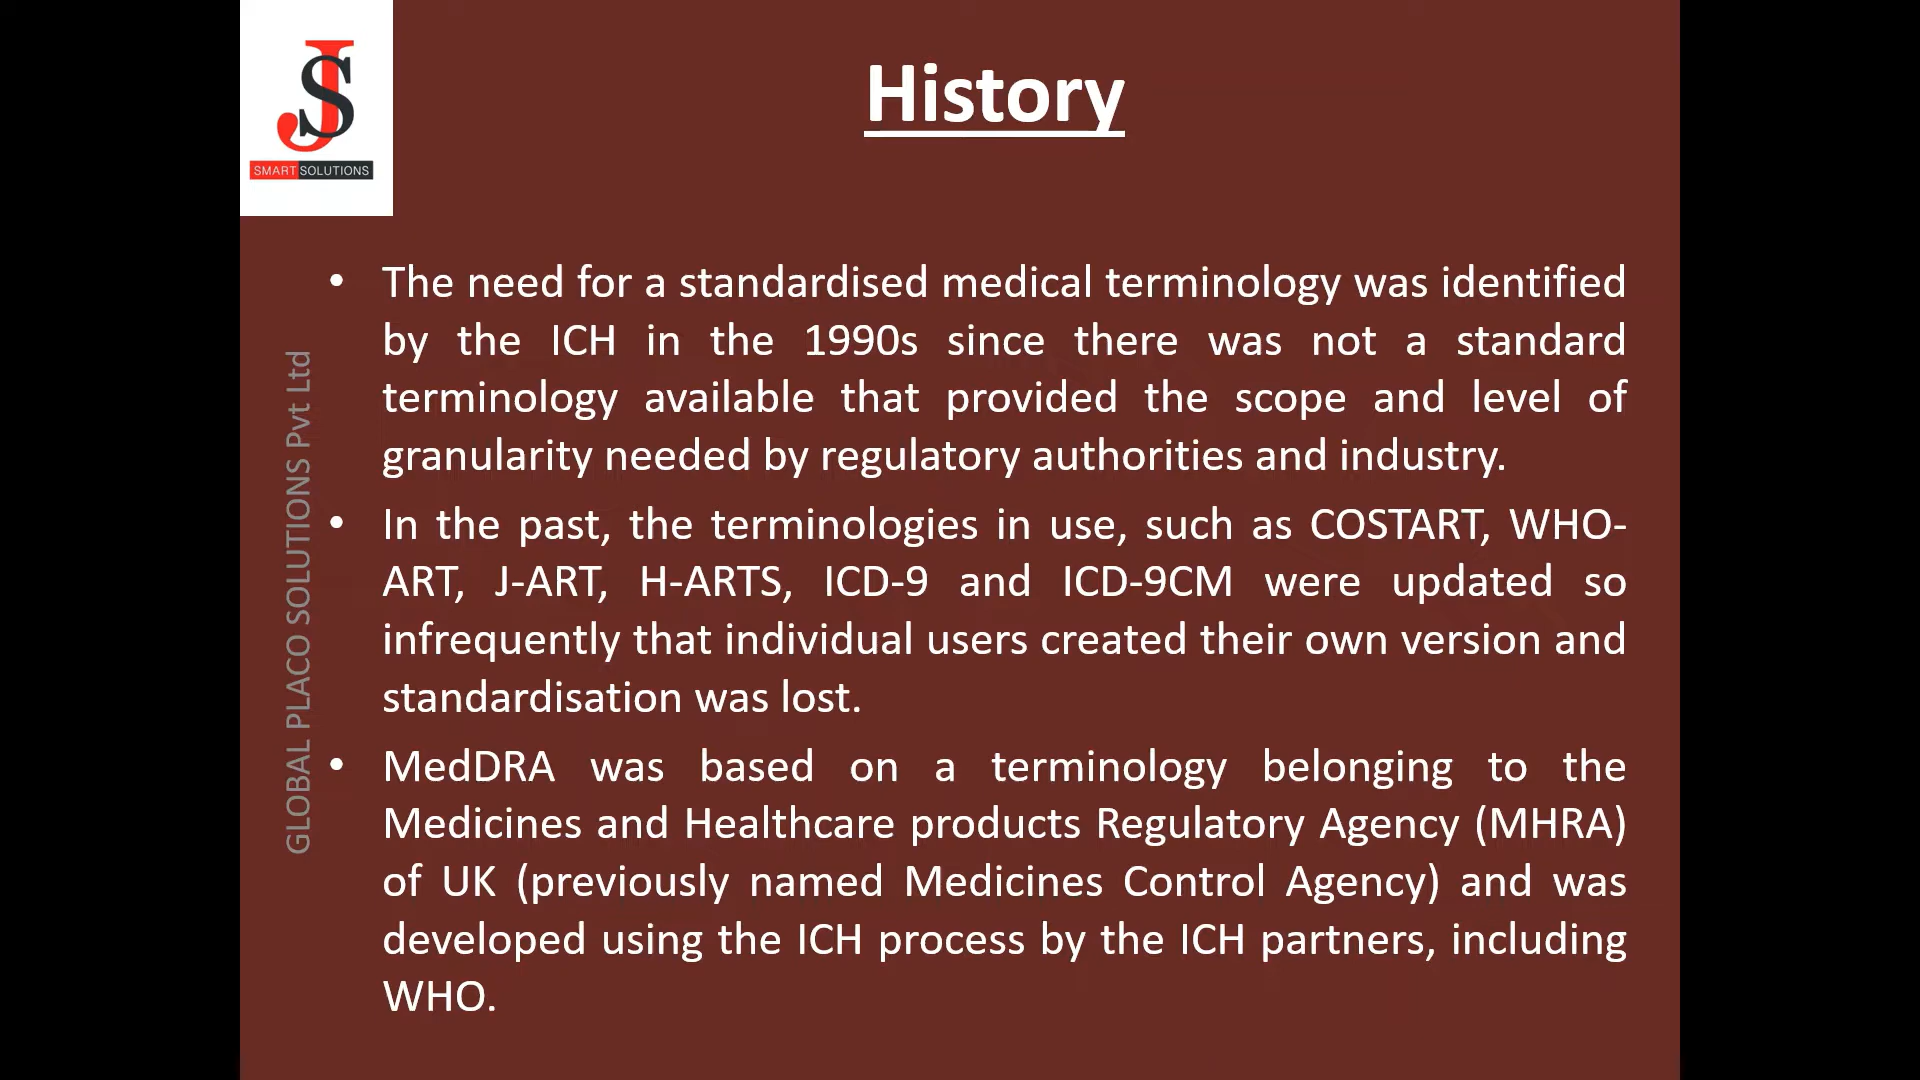 JS
SMART SOLUTIONS
History
• The need for a standardised medical terminology was identified
by the ICH in the 1990s since there was not a standard
terminology available that provided the scope and level of
granularity needed by regulatory authorities and industry.
• In the past, the terminologies in use, such as COSTART, WHO-
ART, J-ART, H-ARTS, ICD-9 and ICD-9CM were updated so
infrequently that individual users created their own version and
standardisation was lost.
• MedDRA was based on a terminology belonging to the
Medicines and Healthcare products Regulatory Agency (MHRA)
of UK (previously named Medicines Control Agency) and was
developed using the ICH process by the ICH partners, including
WHO.
GLOBAL PLACO SOLUTIONS Pvt Ltd